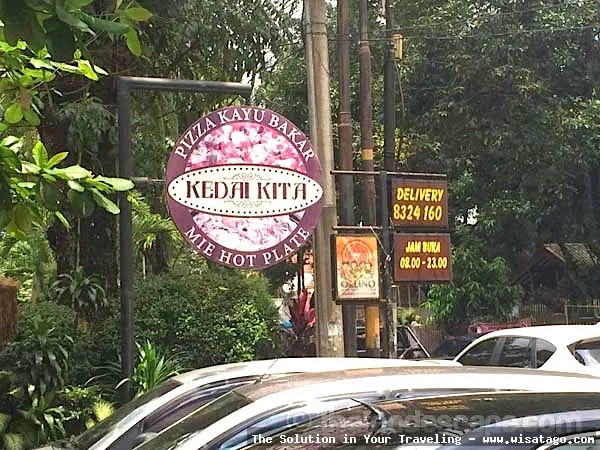 PIZZA KAYU BAKAR
KEDAI KITA
MIE HOT PLATE
DELIVERY
8324 160
JAM BUKA
08.00 - 23.00
The Solution in Your Traveling - www.wisatago.com